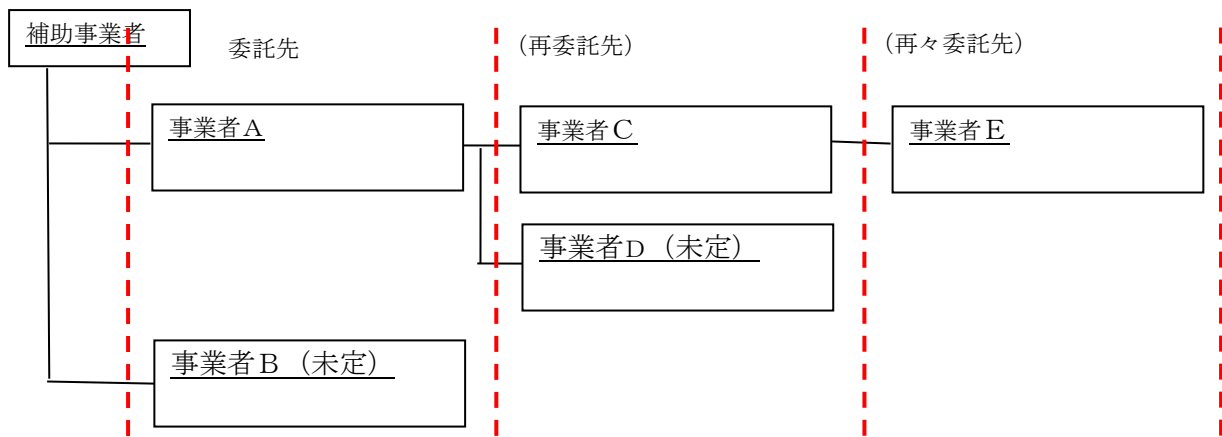 補助事業者
委託先
（再委託先）
（再々委託先）
事業者Ａ
事業者Ｃ
事業者Ｅ
事業者D（未定）
事業者Ｂ（未定）